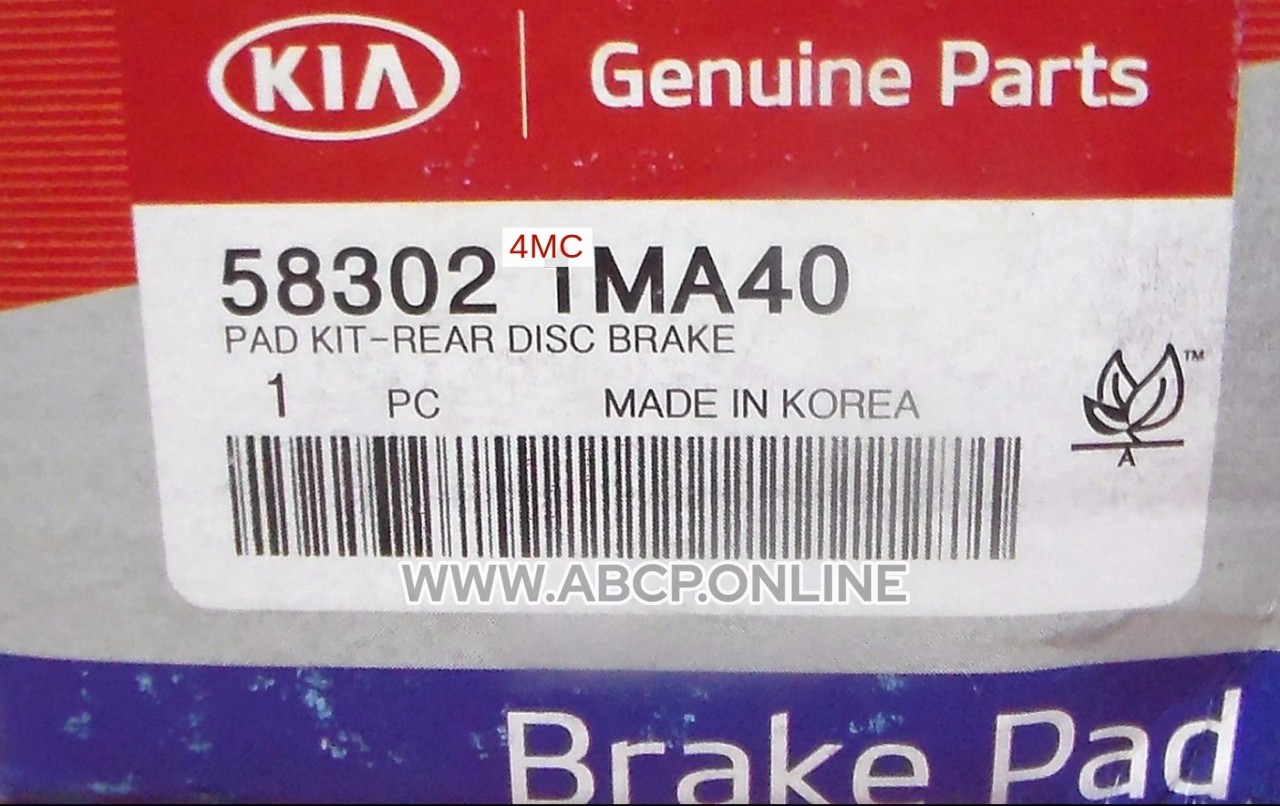 KIA Genuine Parts
4MC
58302 1MA40
PAD KIT-REAR DISC BRAKE
1 PC MADE IN KOREA
TM
A
WWW.ABCP.ONLINE
Brake Pad